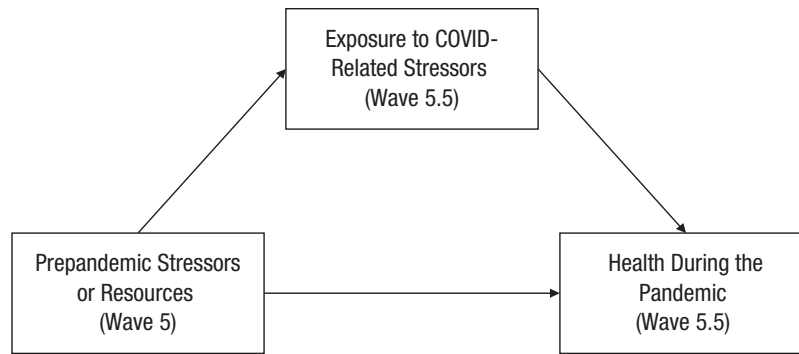 Exposure to COVID-
Related Stressors
(Wave 5.5)
Prepandemic Stressors
or Resources
(Wave 5)
Health During the
Pandemic
(Wave 5.5)